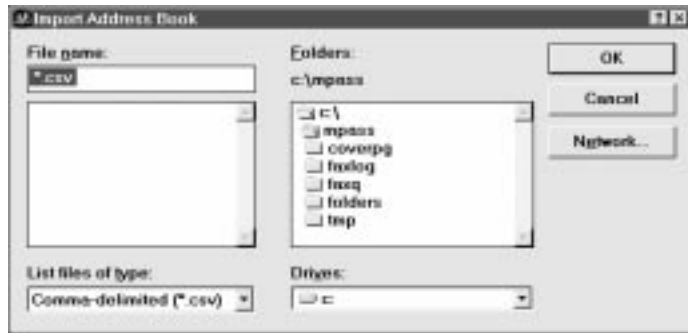 Import Address Book
File name:
*.csv
List files of type:
Comma-delimited (*.csv)
Folders:
c:\mpass
c:\
mpass
coverpg
faxlog
faxq
folders
tmp
Drives:
c:
OK
Cancel
Network...